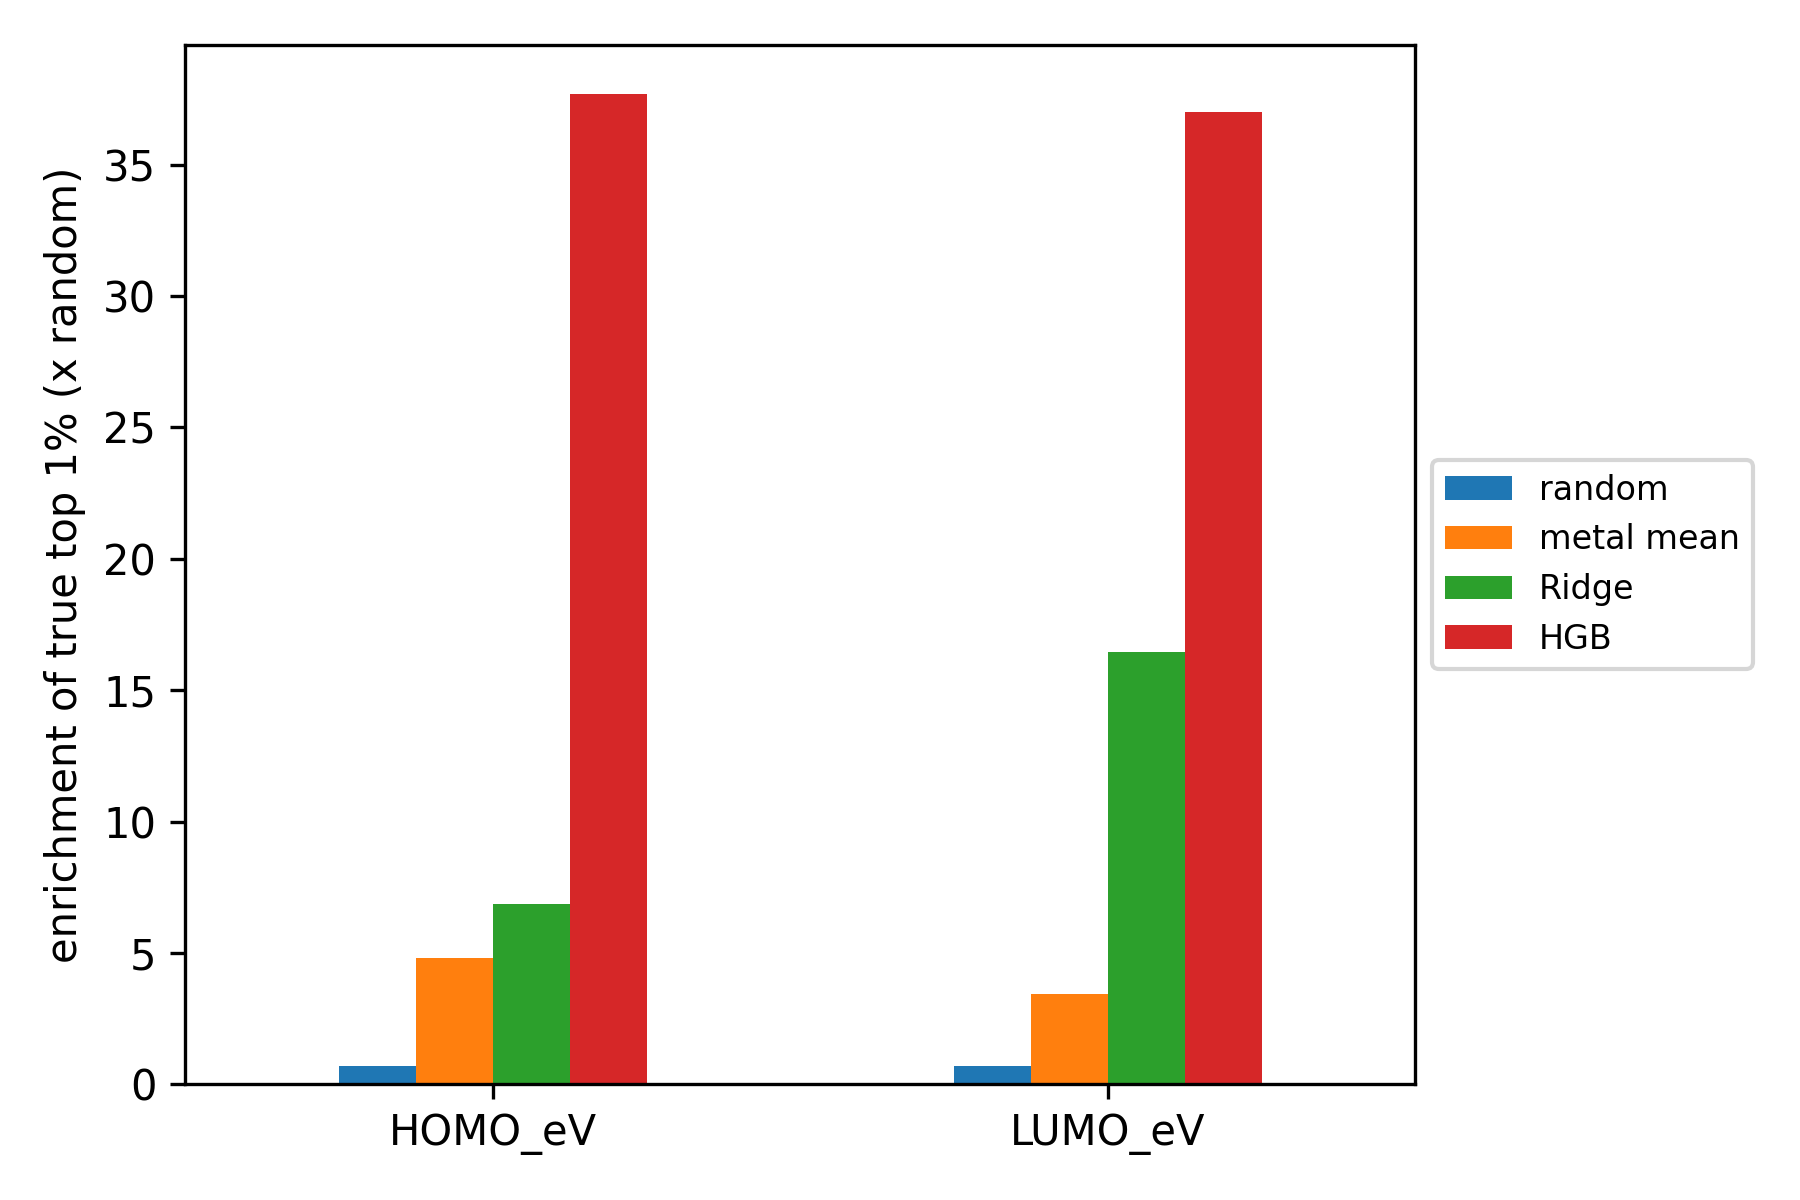 enrichment of true top 1% (x random)
35
30
25
20
15
10
5
0
HOMO_eV
LUMO_eV
random
metal mean
Ridge
HGB